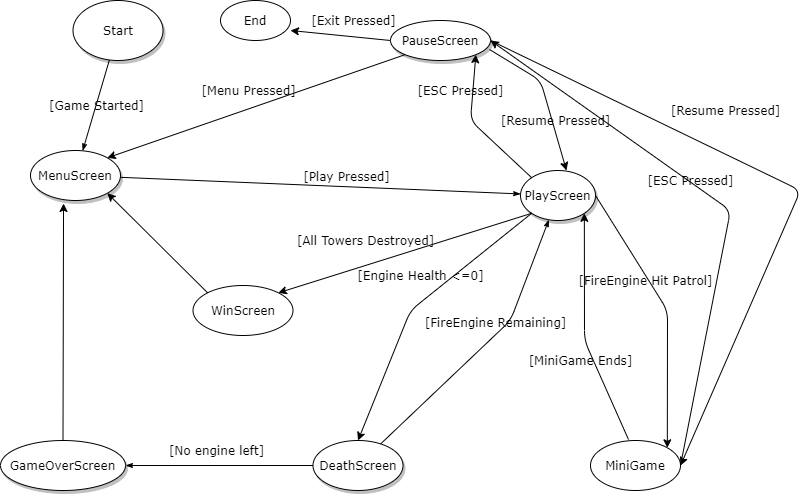 End
[Exit Pressed]
Start
PauseScreen
[Menu Pressed]
[ESC Pressed]
[Game Started]
[Resume Pressed]
[Resume Pressed]
MenuScreen
[Play Pressed]
[ESC Pressed]
PlayScreen
[All Towers Destroyed]
[Engine Health <=0]
[FireEngine Hit Patrol]
WinScreen
[FireEngine Remaining]
[MiniGame Ends]
[No engine left]
GameOverScreen
DeathScreen
MiniGame